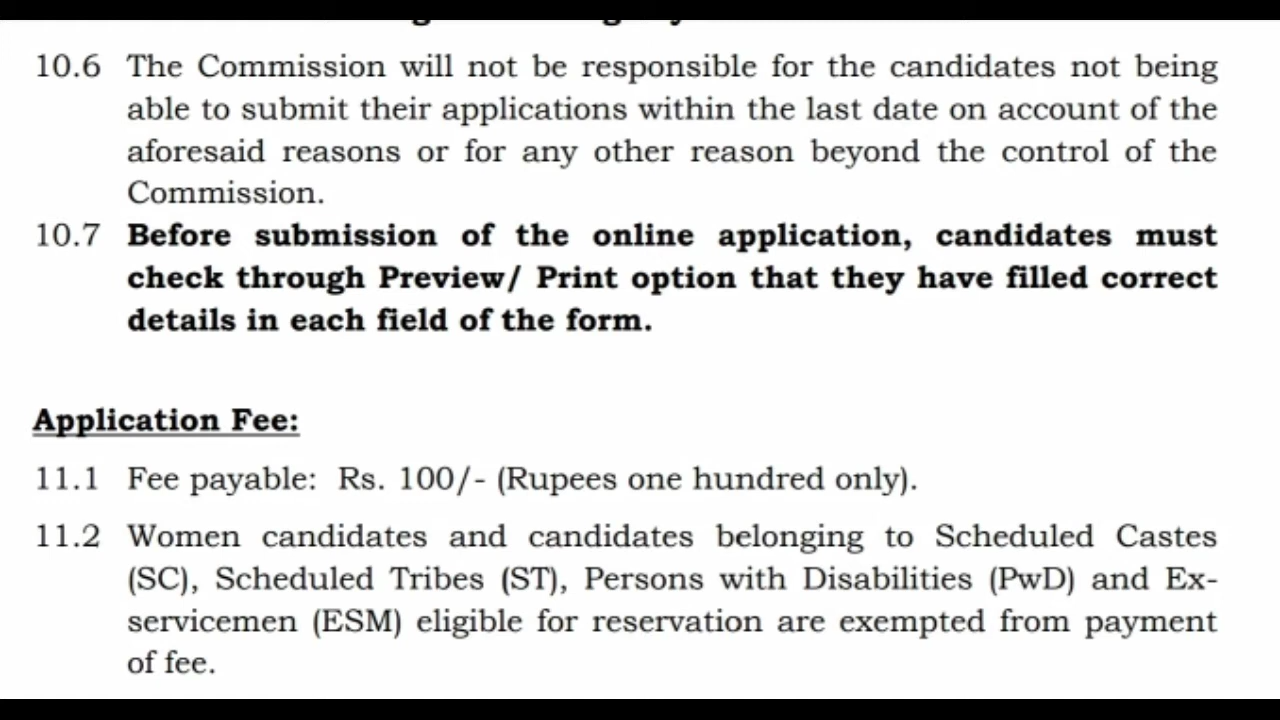 10.6 The Commission will not be responsible for the candidates not being
able to submit their applications within the last date on account of the
aforesaid reasons or for any other reason beyond the control of the
Commission.
10.7 Before submission of the online application, candidates must
check through Preview/ Print option that they have filled correct
details in each field of the form.
Application Fee:
11.1 Fee payable: Rs. 100/- (Rupees one hundred only).
11.2 Women candidates and candidates belonging to Scheduled Castes
(SC), Scheduled Tribes (ST), Persons with Disabilities (PwD) and Ex-
servicemen (ESM) eligible for reservation are exempted from payment
of fee.